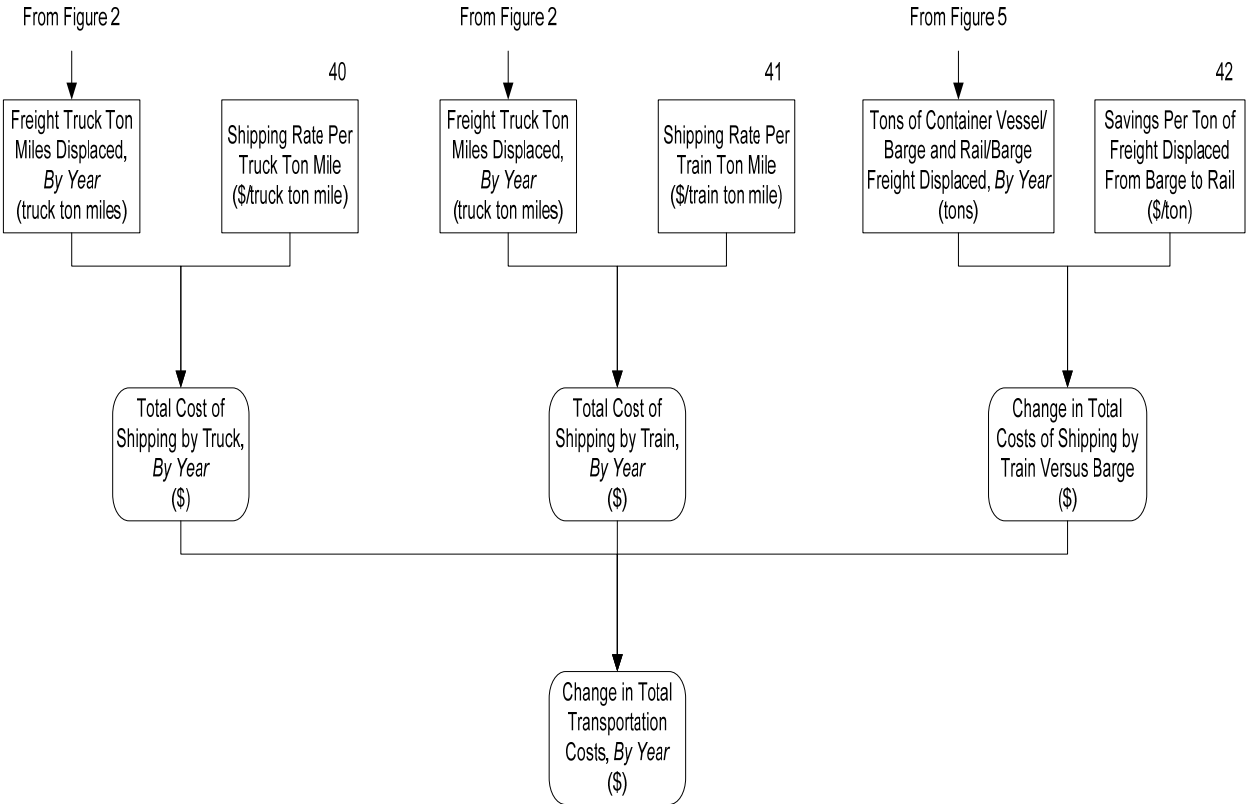 From Figure 2
From Figure 2
From Figure 5
40
41
42
Freight Truck Ton
Miles Displaced,
By Year
(truck ton miles)
Shipping Rate Per
Truck Ton Mile
($/truck ton mile)
Freight Truck Ton
Miles Displaced,
By Year
(truck ton miles)
Shipping Rate Per
Train Ton Mile
($/train ton mile)
Tons of Container Vessel/
Barge and Rail/Barge
Freight Displaced, By Year
(tons)
Savings Per Ton of
Freight Displaced
From Barge to Rail
($/ton)
Total Cost of
Shipping by Truck,
By Year
($)
Total Cost of
Shipping by Train,
By Year
($)
Change in Total
Costs of Shipping by
Train Versus Barge
($)
Change in Total
Transportation
Costs, By Year
($)